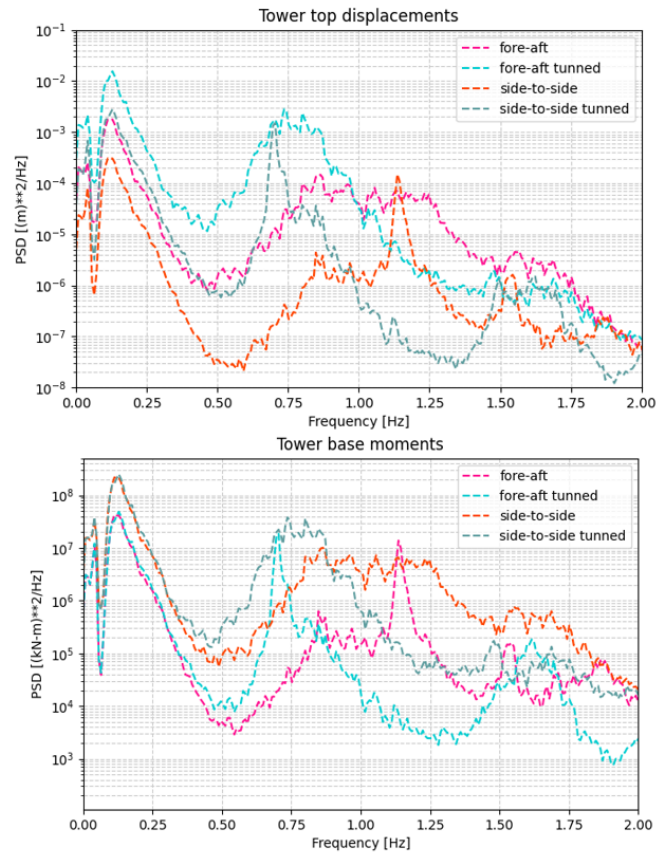 Tower top displacements
PSD [(m)**2/Hz]
10^-1
10^-2
10^-3
10^-4
10^-5
10^-6
10^-7
10^-8
fore-aft
fore-aft tunned
side-to-side
side-to-side tunned
0.00 0.25 0.50 0.75 1.00 1.25 1.50 1.75 2.00
Frequency [Hz]
Tower base moments
PSD [(kN-m)**2/Hz]
10^8
10^7
10^6
10^5
10^4
10^3
fore-aft
fore-aft tunned
side-to-side
side-to-side tunned
0.00 0.25 0.50 0.75 1.00 1.25 1.50 1.75 2.00
Frequency [Hz]